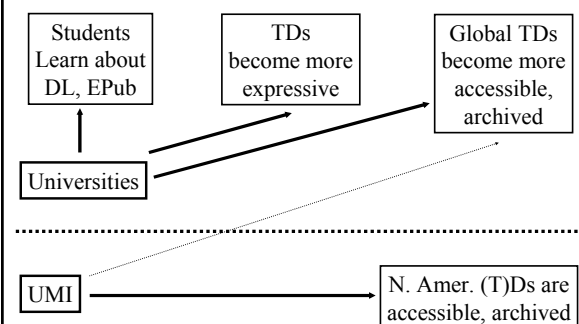 Students
Learn about
DL, EPub
TDs
become more
expressive
Global TDs
become more
accessible,
archived
Universities
UMI
N. Amer. (T)Ds are
accessible, archived